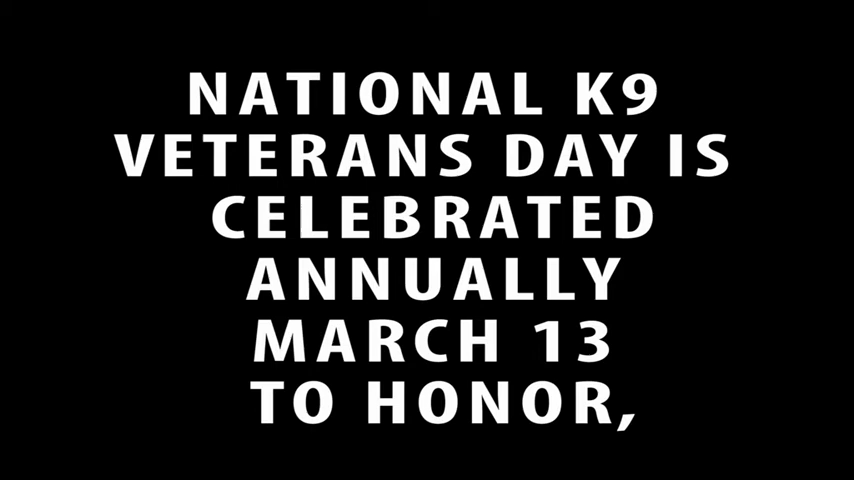 NATIONAL K9
VETERANS DAY IS
CELEBRATED
ANNUALLY
MARCH 13
TO HONOR,